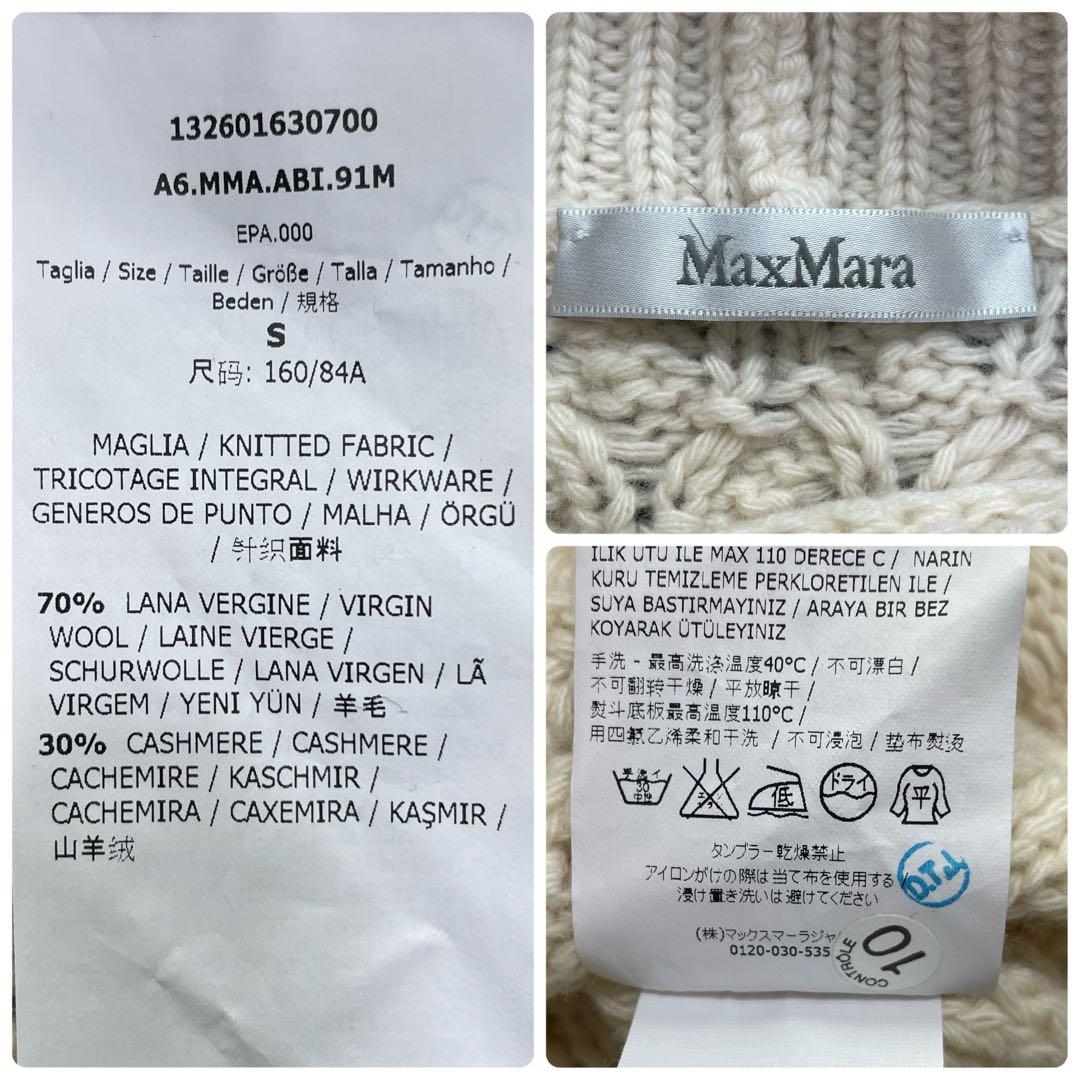 132601630700
A6.MMA.ABI.91M
EPA.000
Taglia / Size / Taille / Größe / Talla / Tamanho /
Beden / 規格
S
尺码: 160/84A
MAGLIA / KNITTED FABRIC /
TRICOTAGE INTEGRAL / WIRKWARE /
GENEROS DE PUNTO / MALHA / ÖRGÜ
/ 针织面料
70% LANA VERGINE / VIRGIN
WOOL / LAINE VIERGE /
SCHURWOLLE / LANA VIRGEN / LÃ
VIRGEM / YENI YÜN / 羊毛
30% CASHMERE / CASHMERE /
CACHEMIRE / KASCHMIR /
CACHEMIRA / CAXEMIRA / KAŞMIR /
山羊绒
MaxMara
ILIK UTU ILE MAX 110 DERECE C / NARIN
KURU TEMIZLEME PERKLORETILEN ILE /
SUYA BASTIRMAYINIZ / ARAYA BIR BEZ
KOYARAK ÜTÜLEYINIZ
手洗 - 最高洗涤温度40°C / 不可漂白 /
不可翻转干燥 / 平放晾干 /
熨斗底板最高温度110°C /
用四氯乙烯柔和干洗 / 不可浸泡 / 垫布熨烫
手洗イ 30 中性 エンソ 低 ドライ 平
タンブラー乾燥禁止
アイロンがけの際は当て布を使用する /
浸け置き洗いは避けてください
(株)マックスマーラジャ
0120-030-535
CONTROLE 10